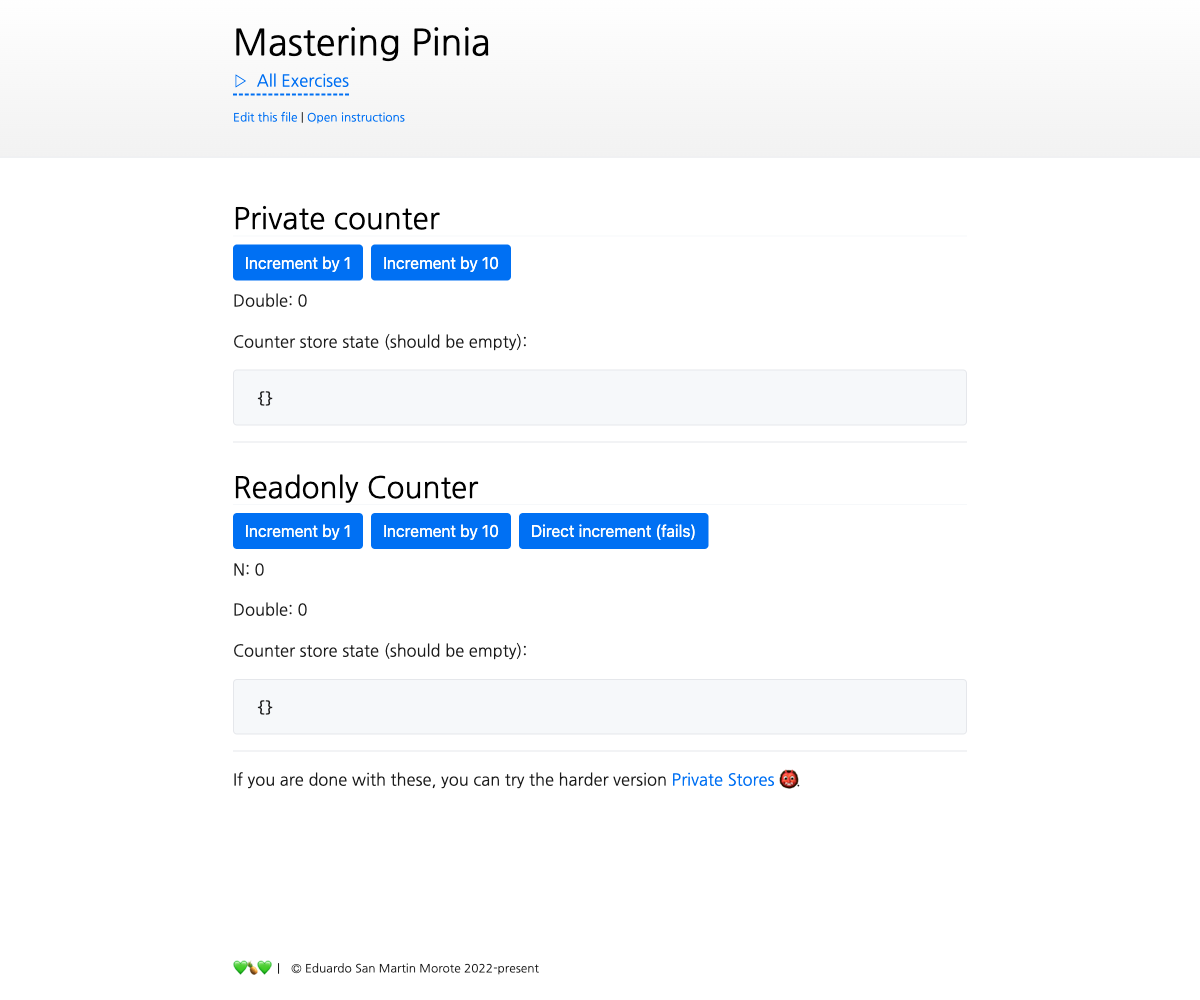 Mastering Pinia
▷ All Exercises
Edit this file | Open instructions
Private counter
Increment by 1 Increment by 10
Double: 0
Counter store state (should be empty):
{}
Readonly Counter
Increment by 1 Increment by 10 Direct increment (fails)
N: 0
Double: 0
Counter store state (should be empty):
{}
If you are done with these, you can try the harder version Private Stores 👹.
💚🍍💚 | © Eduardo San Martin Morote 2022-present